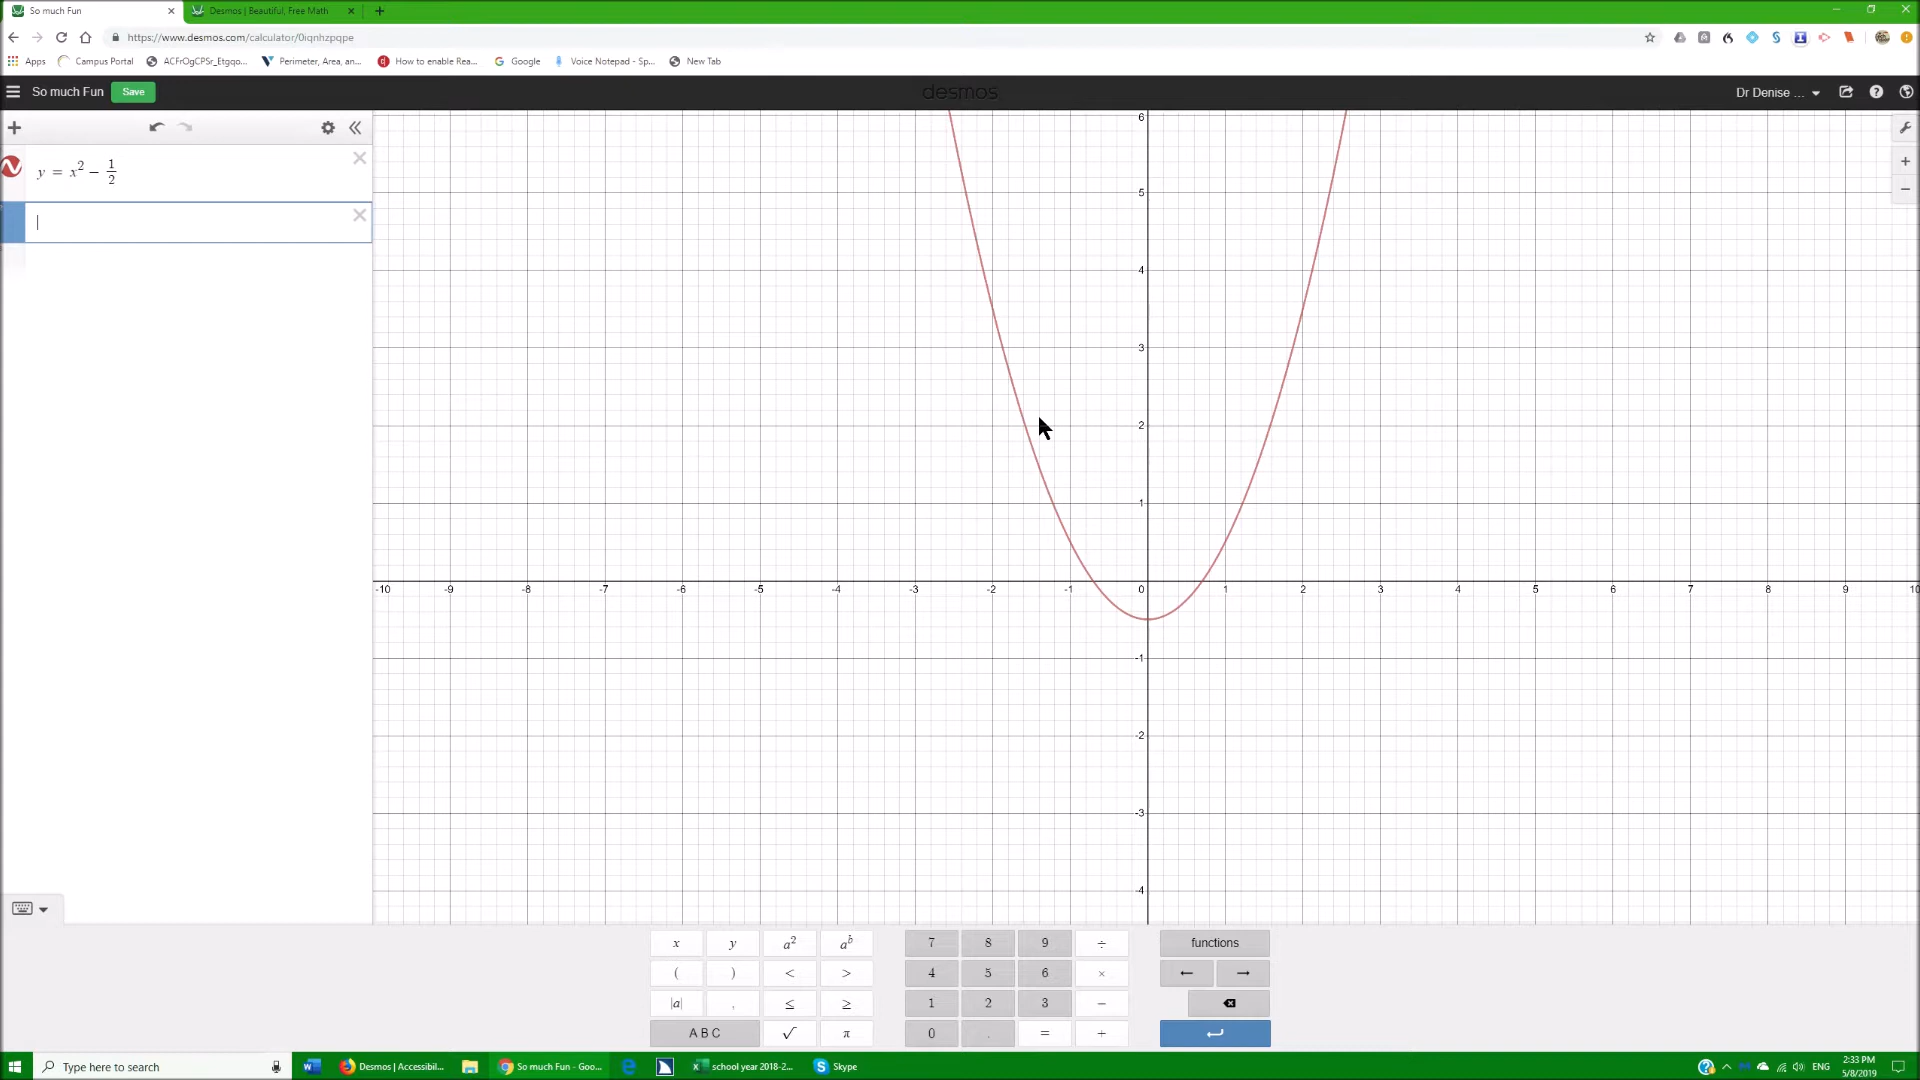 So much Fun
Desmos | Beautiful, Free Math
https://www.desmos.com/calculator/0iqnhzpqpe
Apps
Campus Portal
ACFrOgCPSr_Etgqo...
Perimeter, Area, an...
How to enable Rea...
Google
Voice Notepad - Sp...
New Tab
So much Fun
Save
desmos
Dr Denise ...
y = x² − 1/2
6
5
4
3
2
1
-10 -9 -8 -7 -6 -5 -4 -3 -2 -1 0 1 2 3 4 5 6 7 8 9 10
-1
-2
-3
-4
x y a² aᵇ 7 8 9 ÷ functions
( ) < > 4 5 6 × ← →
|a| , ≤ ≥ 1 2 3 −
A B C √ π 0 . = +
Type here to search
Desmos | Accessibil...
So much Fun - Goo...
school year 2018-2...
Skype
ENG
2:33 PM
5/8/2019